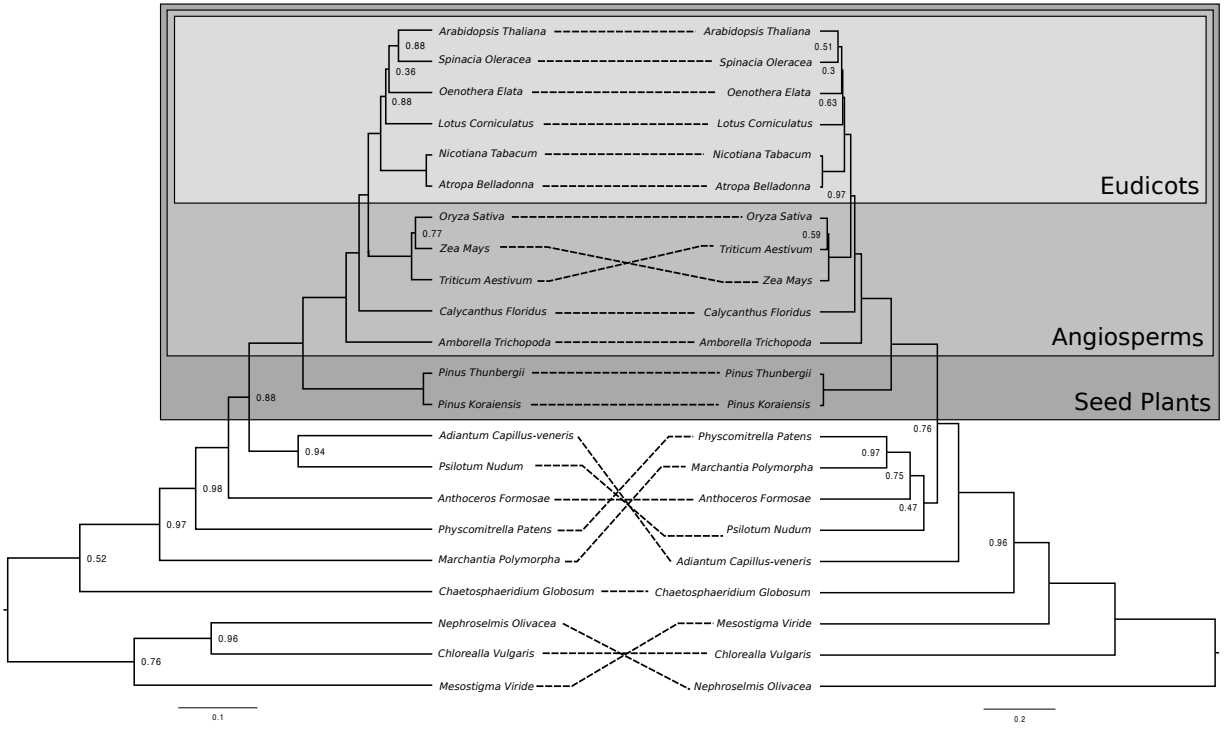 Arabidopsis Thaliana Arabidopsis Thaliana
0.88 0.51
Spinacia Oleracea Spinacia Oleracea
0.36 0.3
Oenothera Elata Oenothera Elata
0.88 0.63
Lotus Corniculatus Lotus Corniculatus
Nicotiana Tabacum Nicotiana Tabacum
Atropa Belladonna Atropa Belladonna
Eudicots
0.97
Oryza Sativa Oryza Sativa
0.77 0.59
Zea Mays Triticum Aestivum
Triticum Aestivum Zea Mays
Calycanthus Floridus Calycanthus Floridus
Angiosperms
Amborella Trichopoda Amborella Trichopoda
Pinus Thunbergii Pinus Thunbergii
0.88
Pinus Koraiensis Pinus Koraiensis
Seed Plants
0.76
Adiantum Capillus-veneris Physcomitrella Patens
0.94 0.97
Psilotum Nudum Marchantia Polymorpha
0.98 0.75
Anthoceros Formosae Anthoceros Formosae
0.47
0.97
Physcomitrella Patens Psilotum Nudum
0.96
0.52
Marchantia Polymorpha Adiantum Capillus-veneris
Chaetosphaeridium Globosum Chaetosphaeridium Globosum
Nephroselmis Olivacea Mesostigma Viride
0.96
Chlorealla Vulgaris Chlorealla Vulgaris
0.76
Mesostigma Viride Nephroselmis Olivacea
0.1 0.2